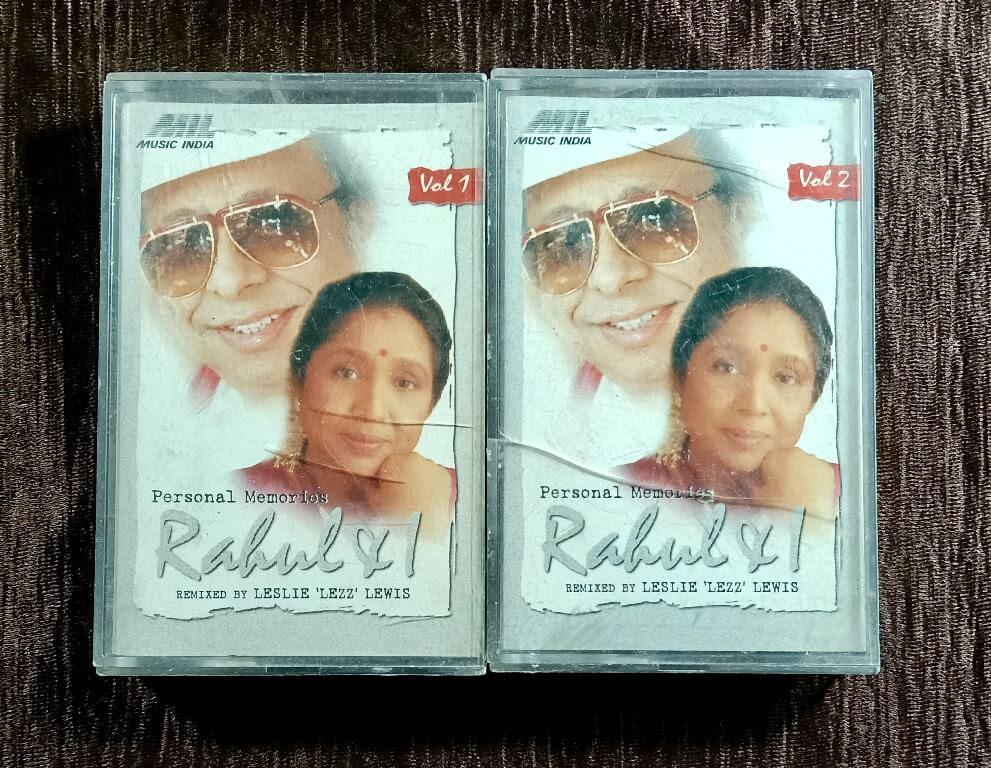 MIL
MUSIC INDIA
Vol 1
Personal Memories
Rahul & I
REMIXED BY LESLIE 'LEZZ' LEWIS
MIL
MUSIC INDIA
Vol 2
Personal Memories
Rahul & I
REMIXED BY LESLIE 'LEZZ' LEWIS